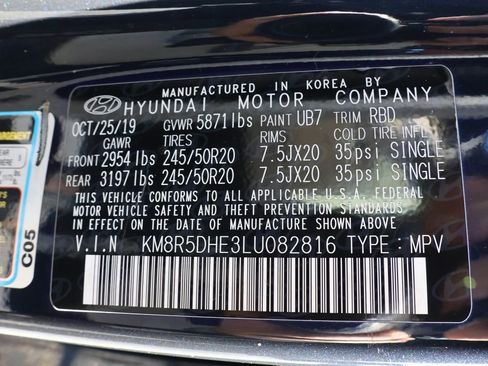 MANUFACTURED IN KOREA BY
HYUNDAI MOTOR COMPANY
OCT/25/19 GVWR 5871lbs PAINT UB7 TRIM RBD
GAWR TIRES RIMS COLD TIRE INFL
FRONT 2954lbs 245/50R20 7.5JX20 35psi SINGLE
REAR 3197lbs 245/50R20 7.5JX20 35psi SINGLE
THIS VEHICLE CONFORMS TO ALL APPLICABLE U.S.A. FEDERAL
MOTOR VEHICLE SAFETY AND THEFT PREVENTION STANDARDS
IN EFFECT ON THE DATE OF MANUFACTURE SHOWN ABOVE
V.I.N KM8R5DHE3LU082816 TYPE : MPV
C05